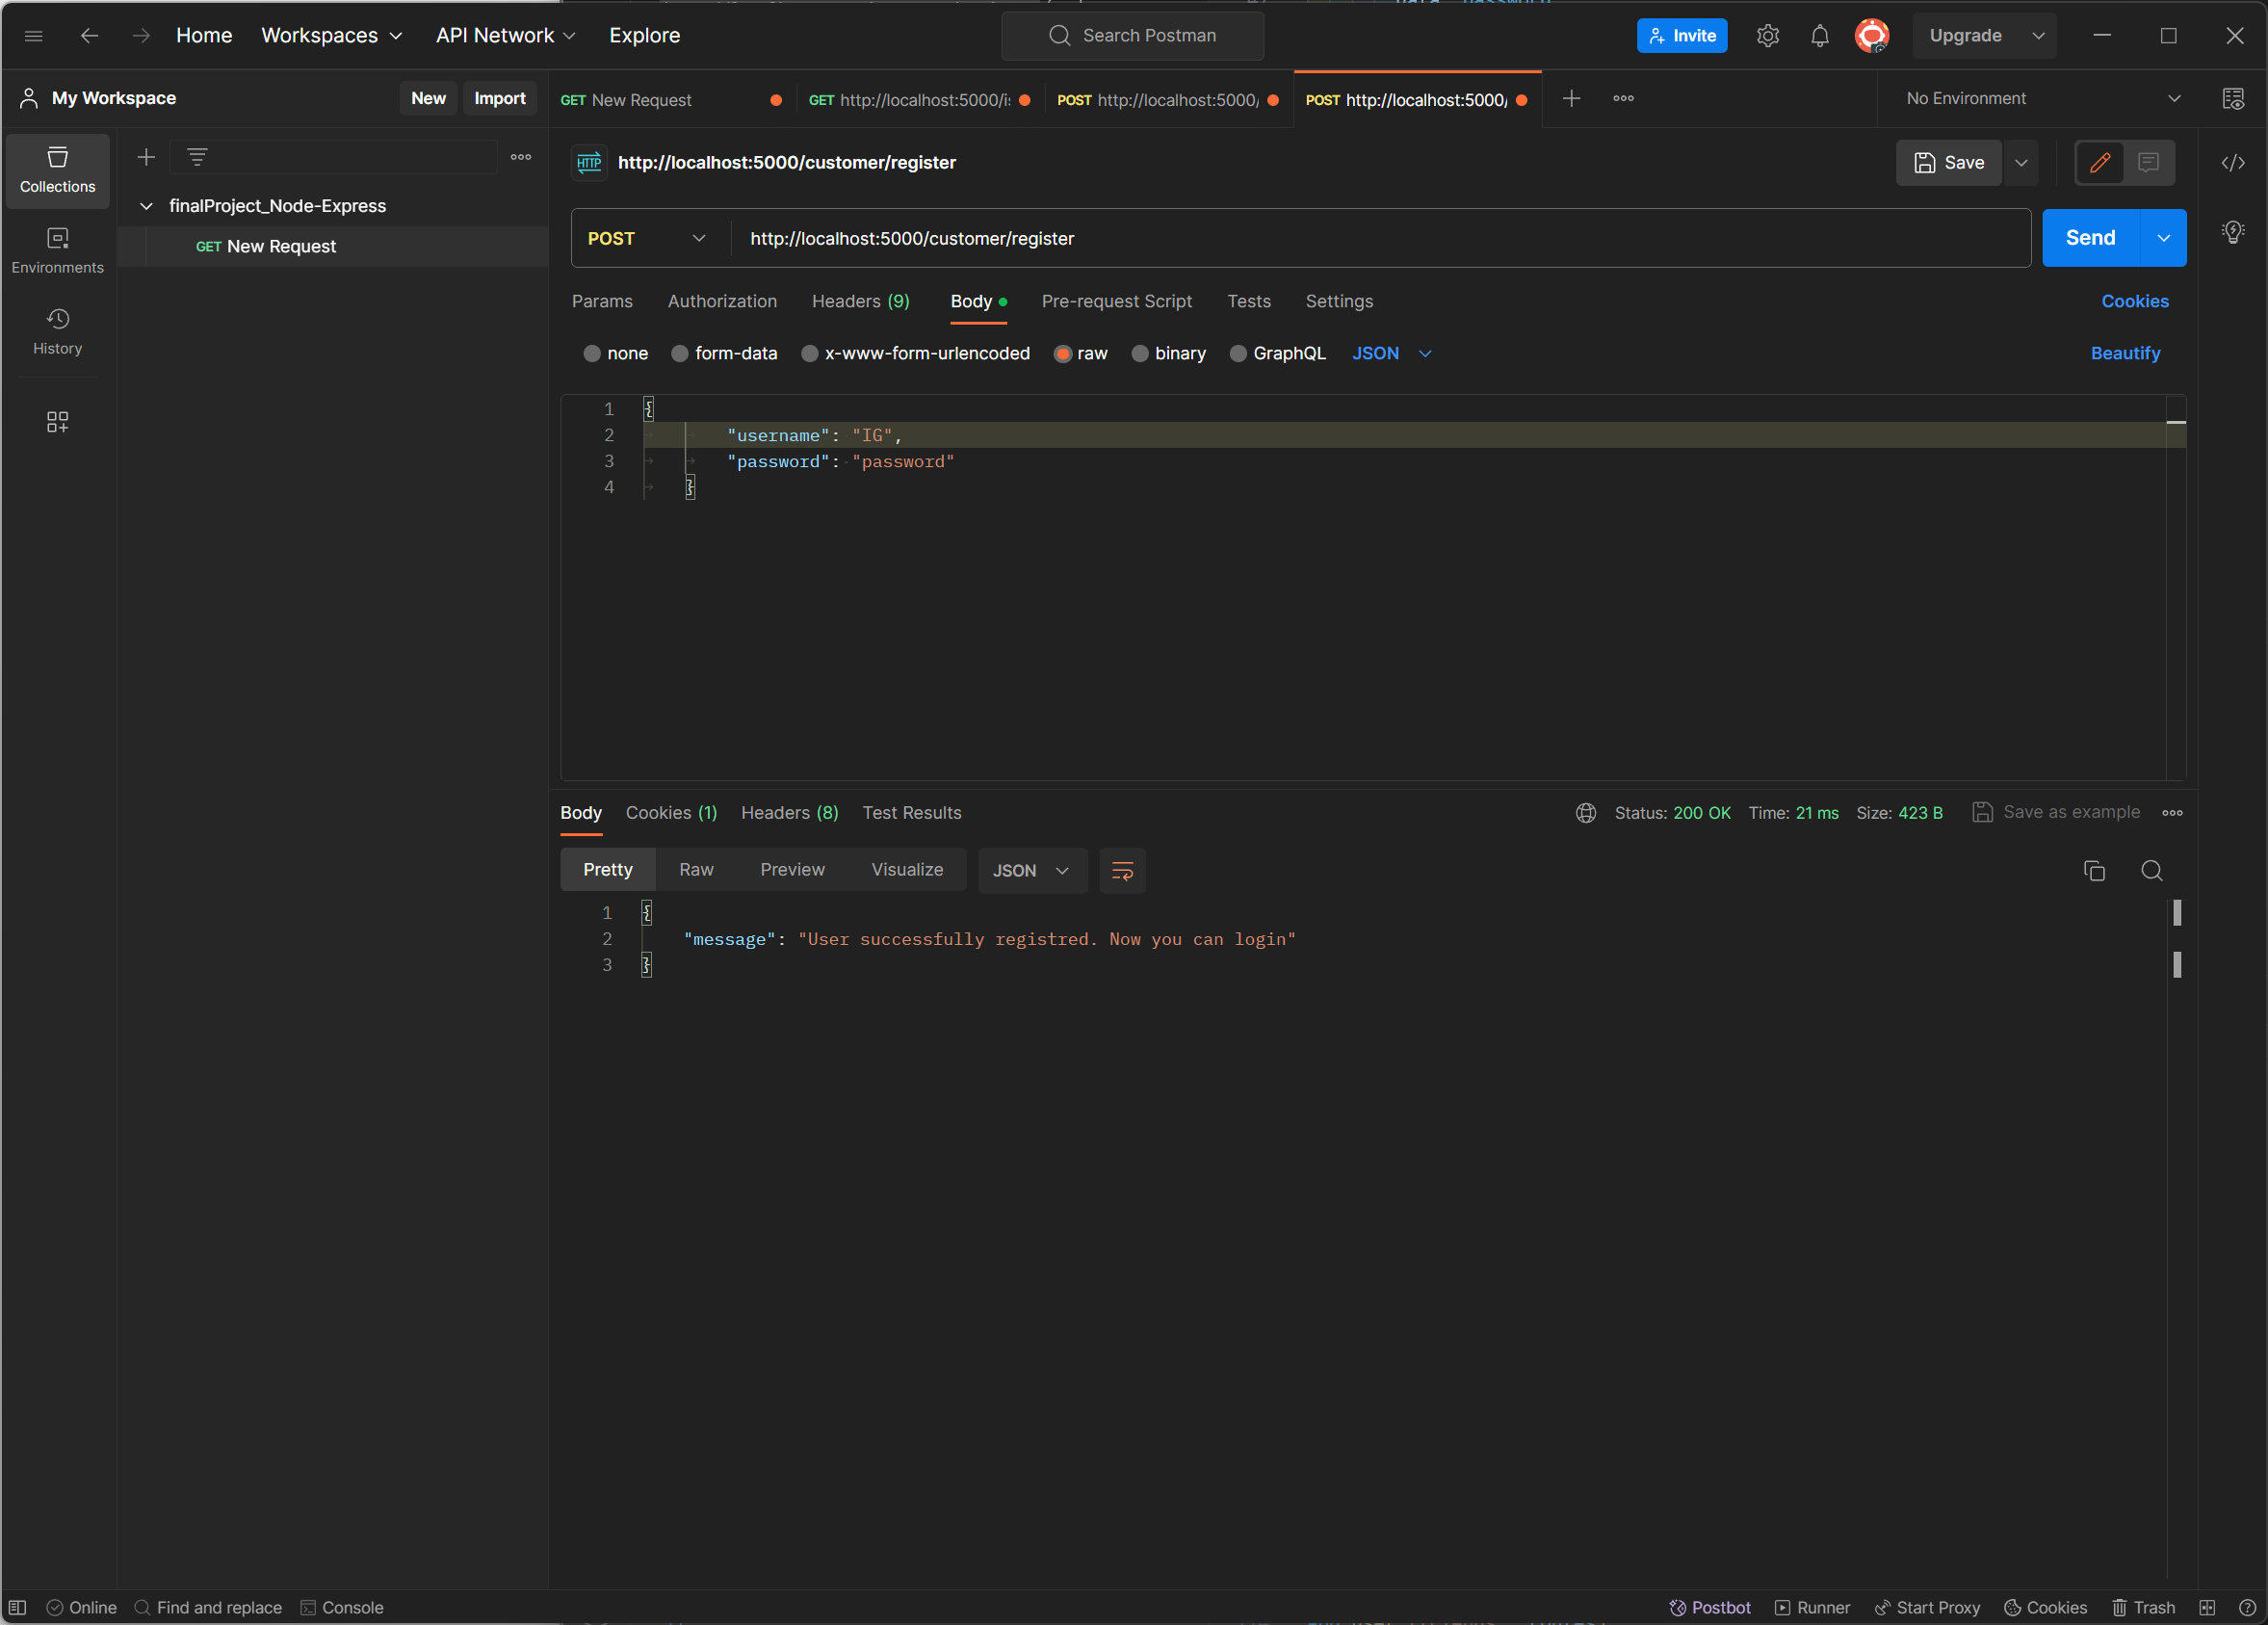 Home Workspaces API Network Explore Search Postman Invite Upgrade
My Workspace New Import GET New Request GET http://localhost:5000/i POST http://localhost:5000/ POST http://localhost:5000/ No Environment
Collections
Environments
History
finalProject_Node-Express
GET New Request
HTTP http://localhost:5000/customer/register Save
POST http://localhost:5000/customer/register Send
Params Authorization Headers (9) Body Pre-request Script Tests Settings Cookies
none form-data x-www-form-urlencoded raw binary GraphQL JSON Beautify
1 {
2 "username": "IG",
3 "password": "password"
4 }
Body Cookies (1) Headers (8) Test Results Status: 200 OK Time: 21 ms Size: 423 B Save as example
Pretty Raw Preview Visualize JSON
1 {
2 "message": "User successfully registred. Now you can login"
3 }
Online Find and replace Console Postbot Runner Start Proxy Cookies Trash